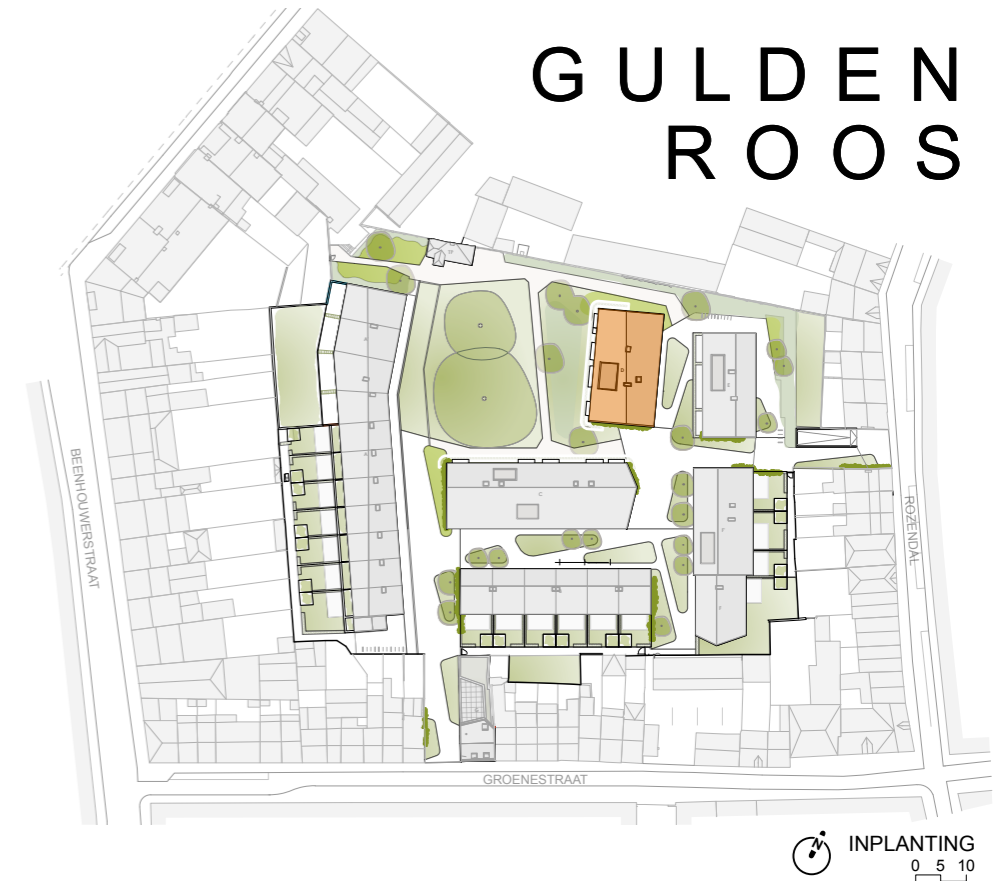 GULDEN
ROOS
BEENHOUWERSTRAAT
ROZENDAL
GROENESTRAAT
N
INPLANTING
0 5 10